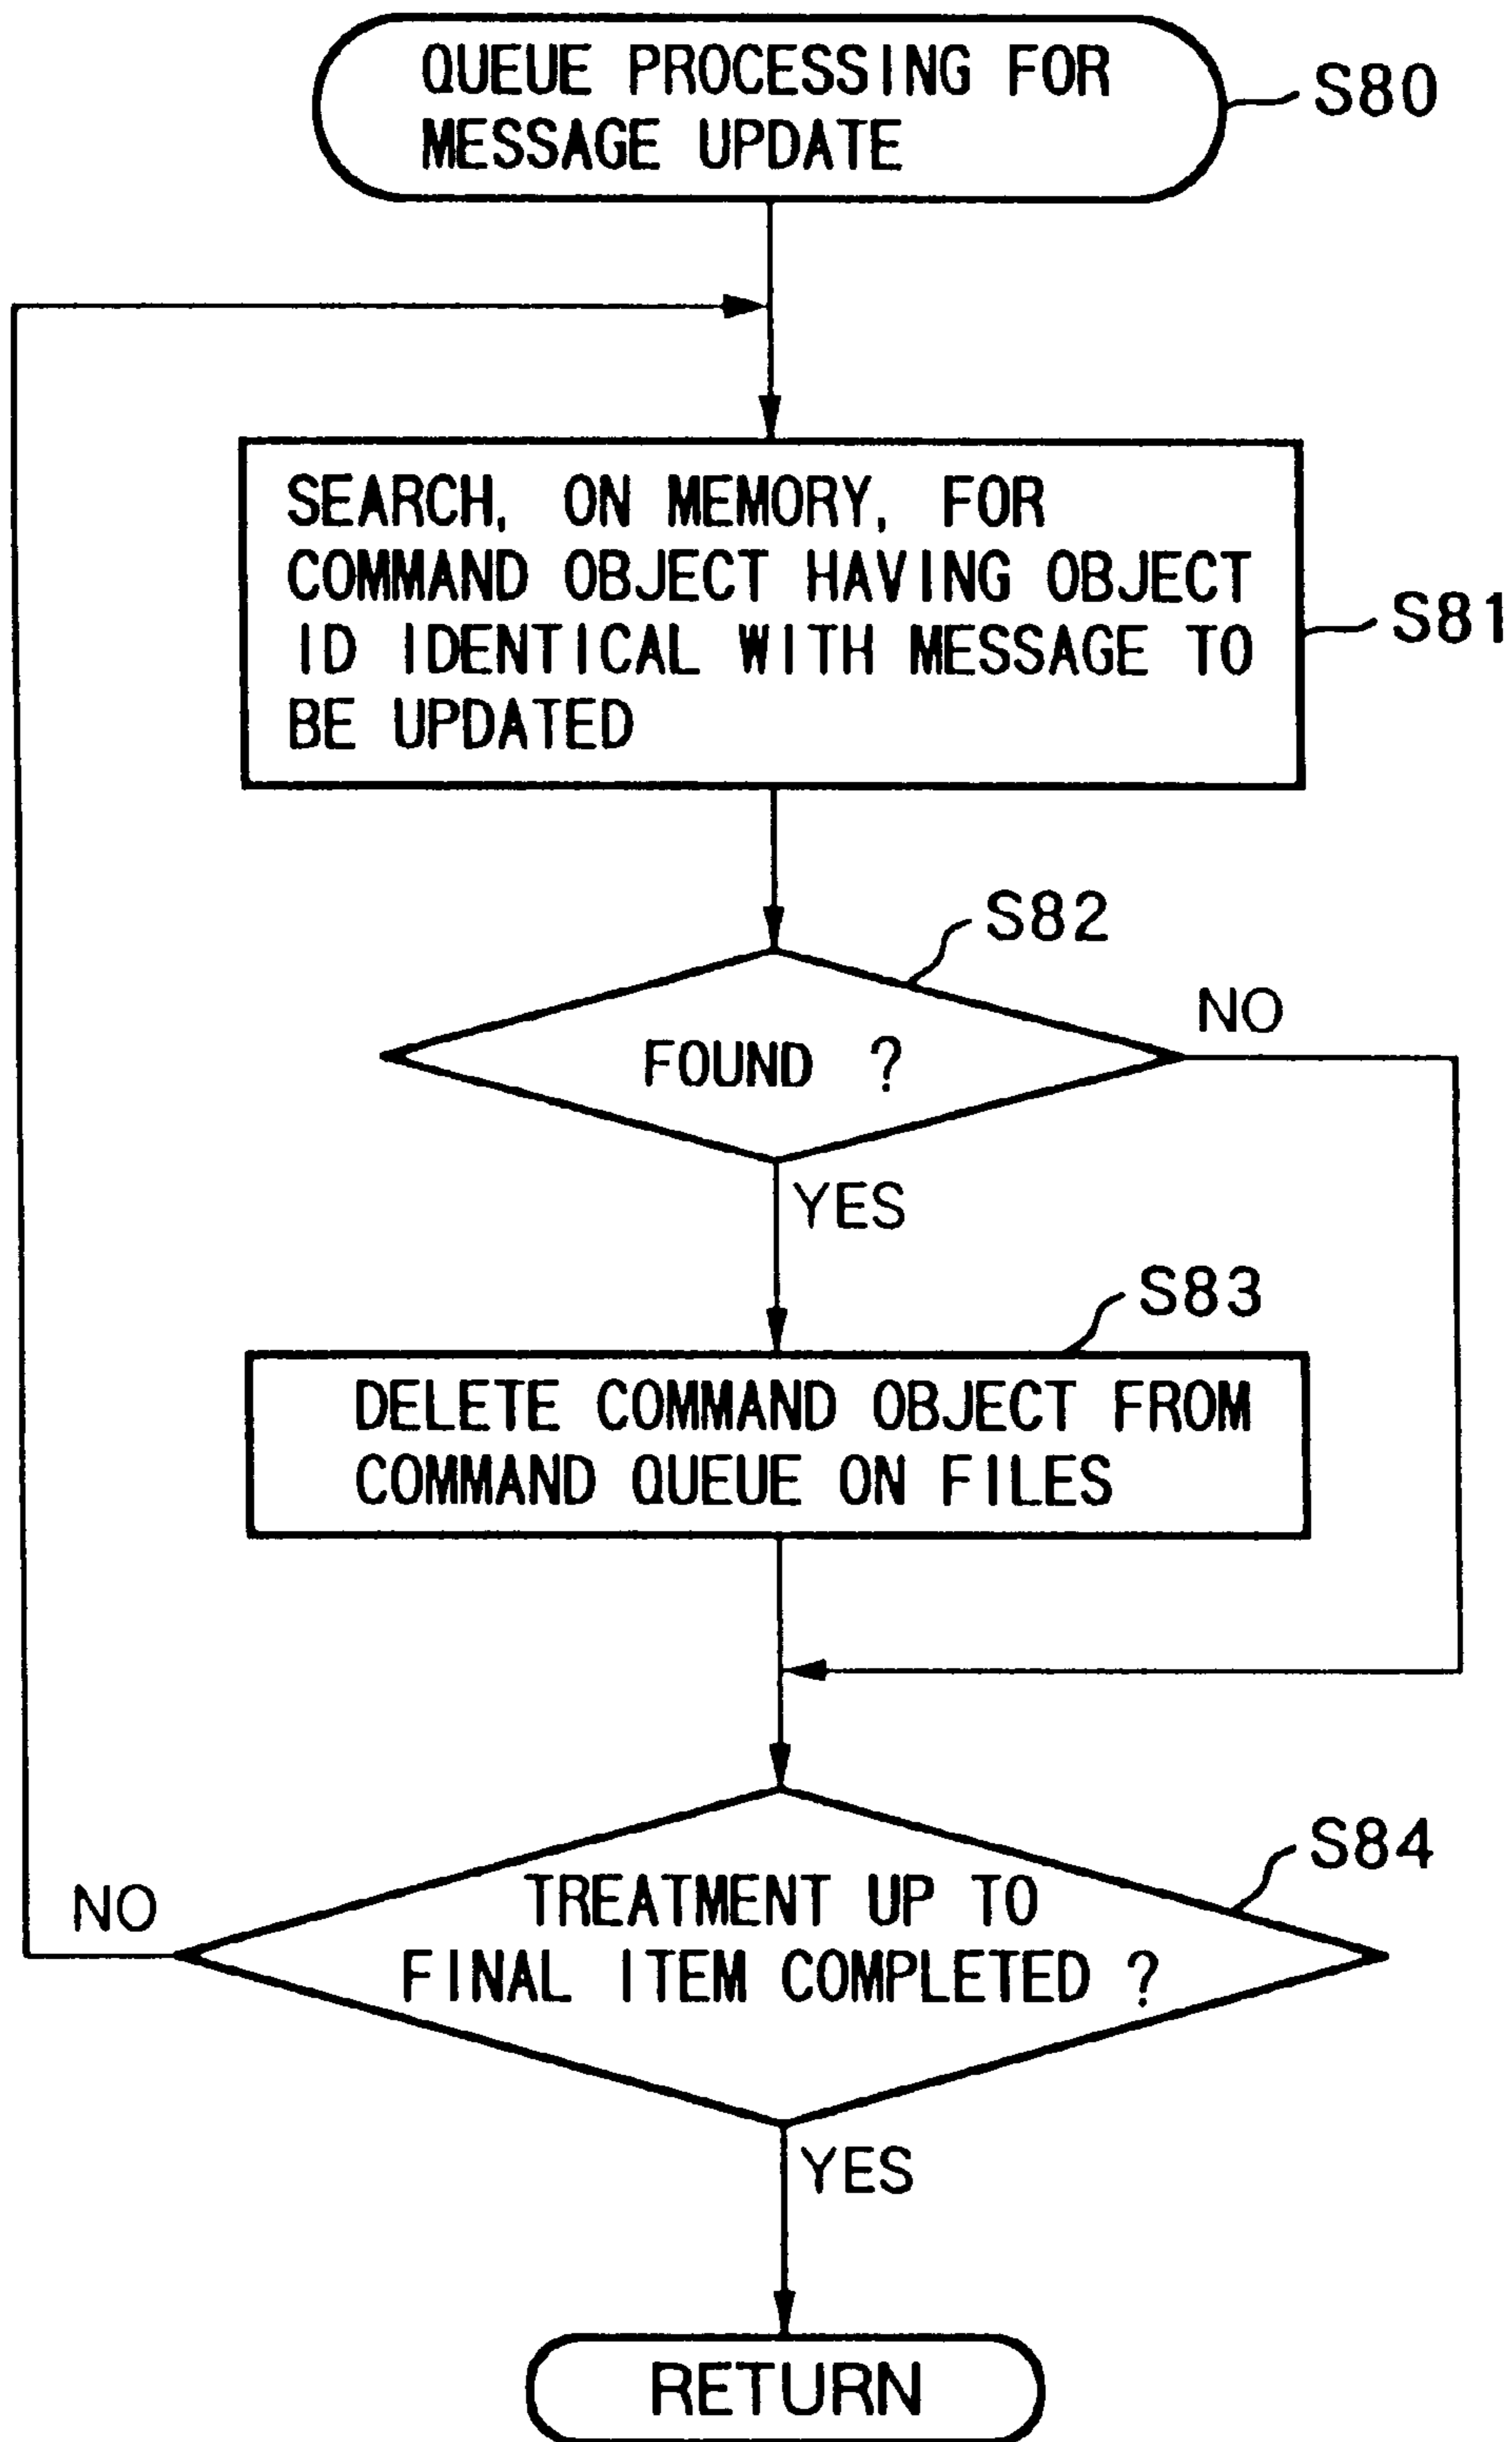 QUEUE PROCESSING FOR
MESSAGE UPDATE
S80
SEARCH, ON MEMORY, FOR
COMMAND OBJECT HAVING OBJECT
ID IDENTICAL WITH MESSAGE TO
BE UPDATED
S81
S82
FOUND ?
NO
YES
S83
DELETE COMMAND OBJECT FROM
COMMAND QUEUE ON FILES
S84
TREATMENT UP TO
FINAL ITEM COMPLETED ?
NO
YES
RETURN